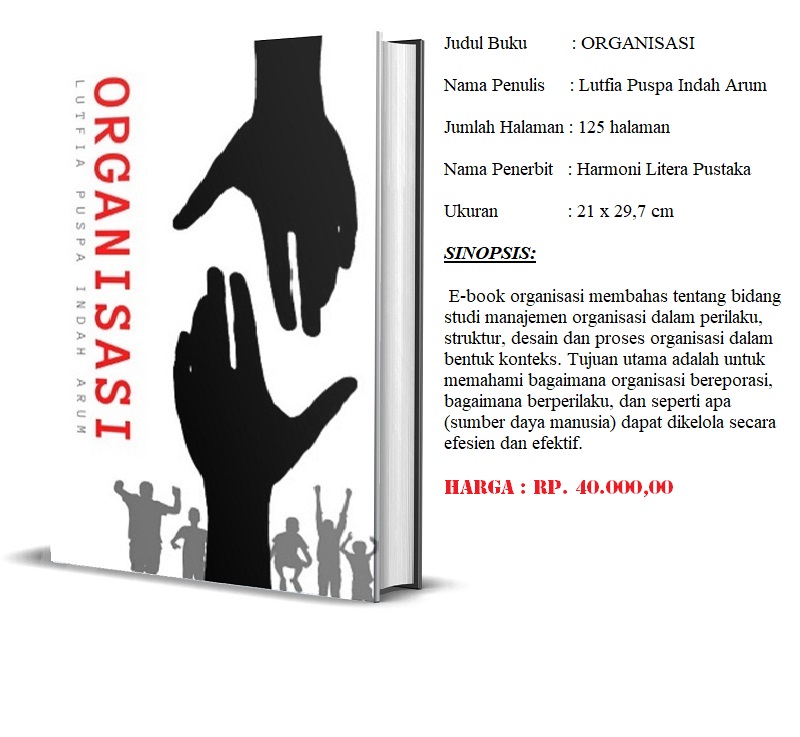 ORGANISASI
LUTFIA PUSPA INDAH ARUM
Judul Buku : ORGANISASI
Nama Penulis : Lutfia Puspa Indah Arum
Jumlah Halaman : 125 halaman
Nama Penerbit : Harmoni Litera Pustaka
Ukuran : 21 x 29,7 cm
SINOPSIS:
E-book organisasi membahas tentang bidang
studi manajemen organisasi dalam perilaku,
struktur, desain dan proses organisasi dalam
bentuk konteks. Tujuan utama adalah untuk
memahami bagaimana organisasi bereporasi,
bagaimana berperilaku, dan seperti apa
(sumber daya manusia) dapat dikelola secara
efesien dan efektif.
HARGA : RP. 40.000,00